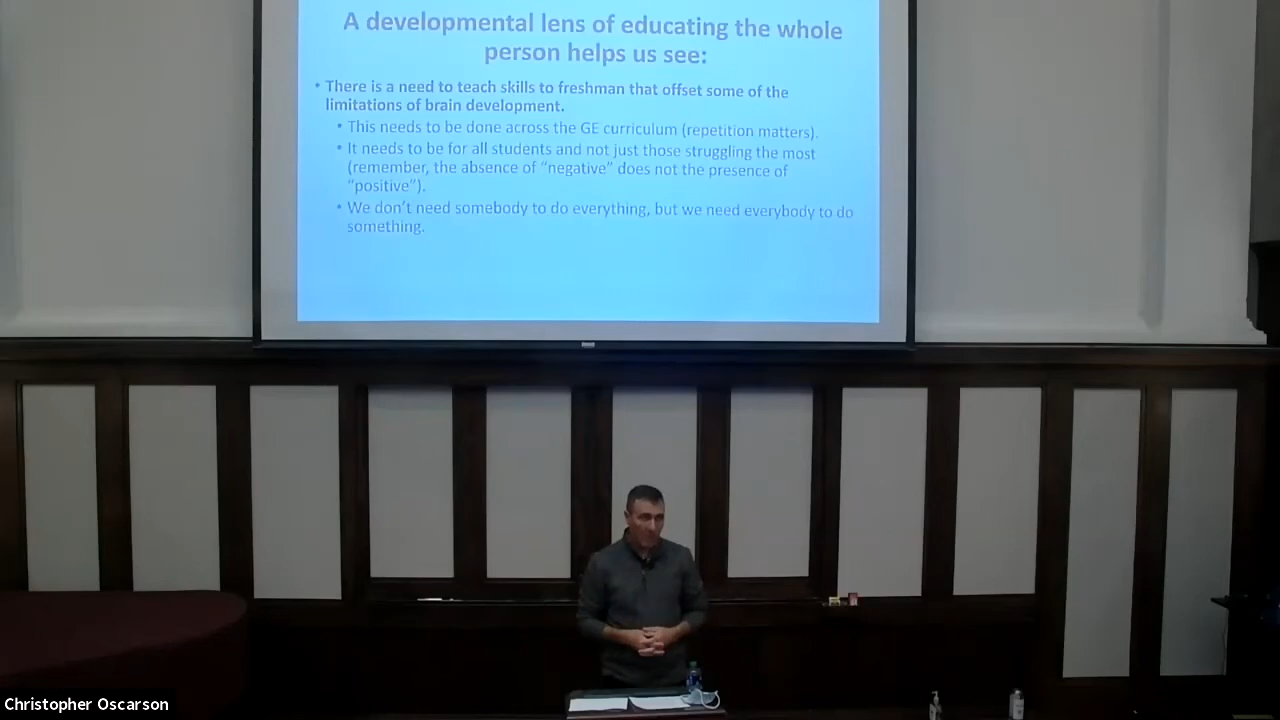 A developmental lens of educating the whole
person helps us see:
• There is a need to teach skills to freshman that offset some of the
limitations of brain development.
• This needs to be done across the GE curriculum (repetition matters).
• It needs to be for all students and not just those struggling the most
(remember, the absence of “negative” does not the presence of
“positive”).
• We don’t need somebody to do everything, but we need everybody to do
something.
Christopher Oscarson